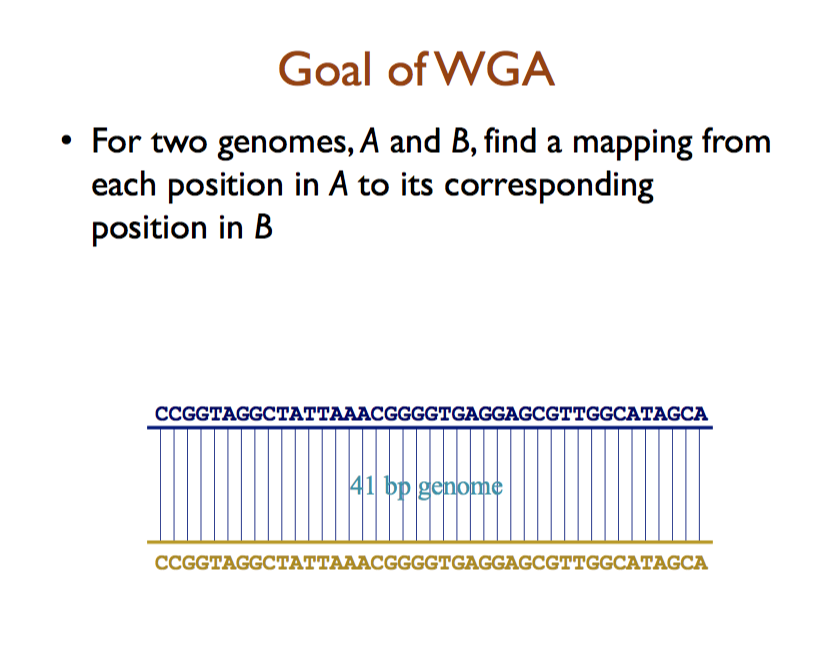 Goal of WGA
• For two genomes, A and B, find a mapping from
each position in A to its corresponding
position in B
CCGGTAGGCTATTAAACGGGGTGAGGAGCGTTGGCATAGCA
41 bp genome
CCGGTAGGCTATTAAACGGGGTGAGGAGCGTTGGCATAGCA